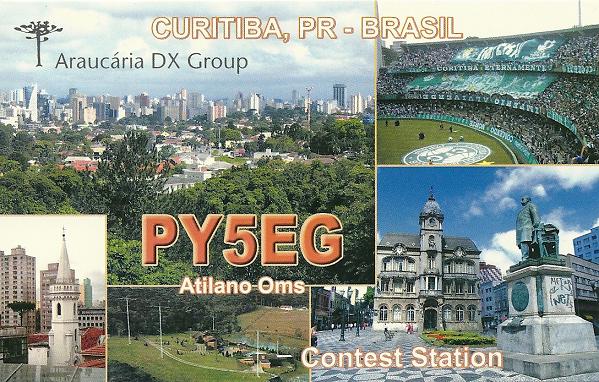 CURITIBA, PR - BRASIL
Araucária DX Group
CORITIBA ETERNAMENTE
PY5EG
Atilano Oms
Contest Station